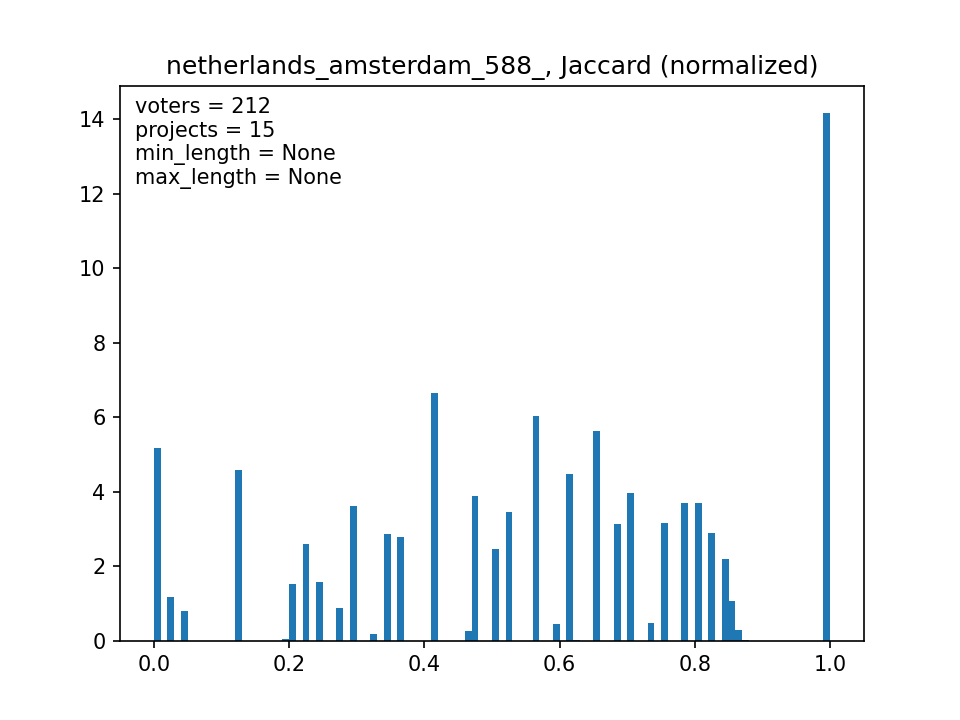 netherlands_amsterdam_588_, Jaccard (normalized)
voters = 212
projects = 15
min_length = None
max_length = None
14
12
10
8
6
4
2
0
0.0 0.2 0.4 0.6 0.8 1.0